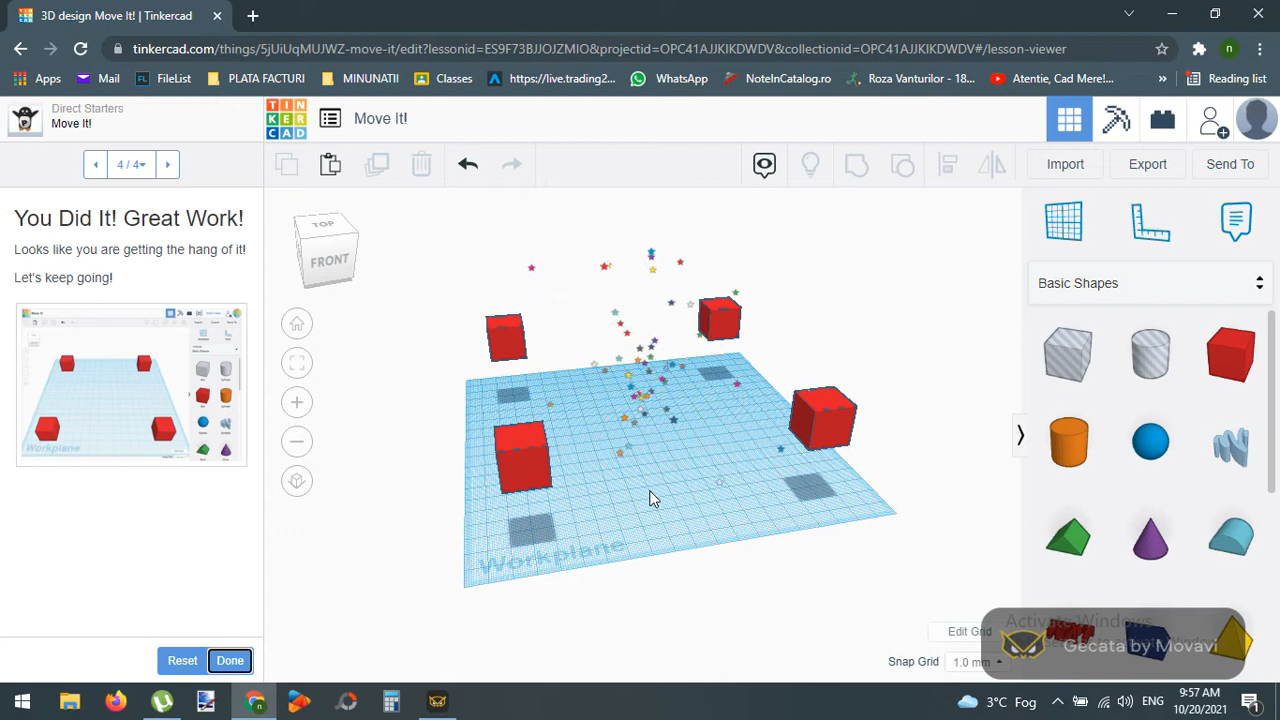 3D design Move It! | Tinkercad
tinkercad.com/things/5jUiUqMUJWZ-move-it/edit?lessonid=ES9F73BJJOJZMIO&projectid=OPC41AJJKIKDWDV&collectionid=OPC41AJJKIKDWDV#/lesson-viewer
Apps Mail FileList PLATA FACTURI MINUNATII Classes https://live.trading2... WhatsApp NoteInCatalog.ro Roza Vanturilor - 18... Atentie, Cad Mere!... » Reading list
Direct Starters
Move It!
TIN
KER
CAD
Move It!
4 / 4
Import Export Send To
You Did It! Great Work!
Looks like you are getting the hang of it!
Let's keep going!
TOP
FRONT
Basic Shapes
Workplane
Workplane
Edit Grid
Snap Grid 1.0 mm
Activate Windows
Gecata by Movavi
Reset Done
3°C Fog ENG 9:57 AM
10/20/2021